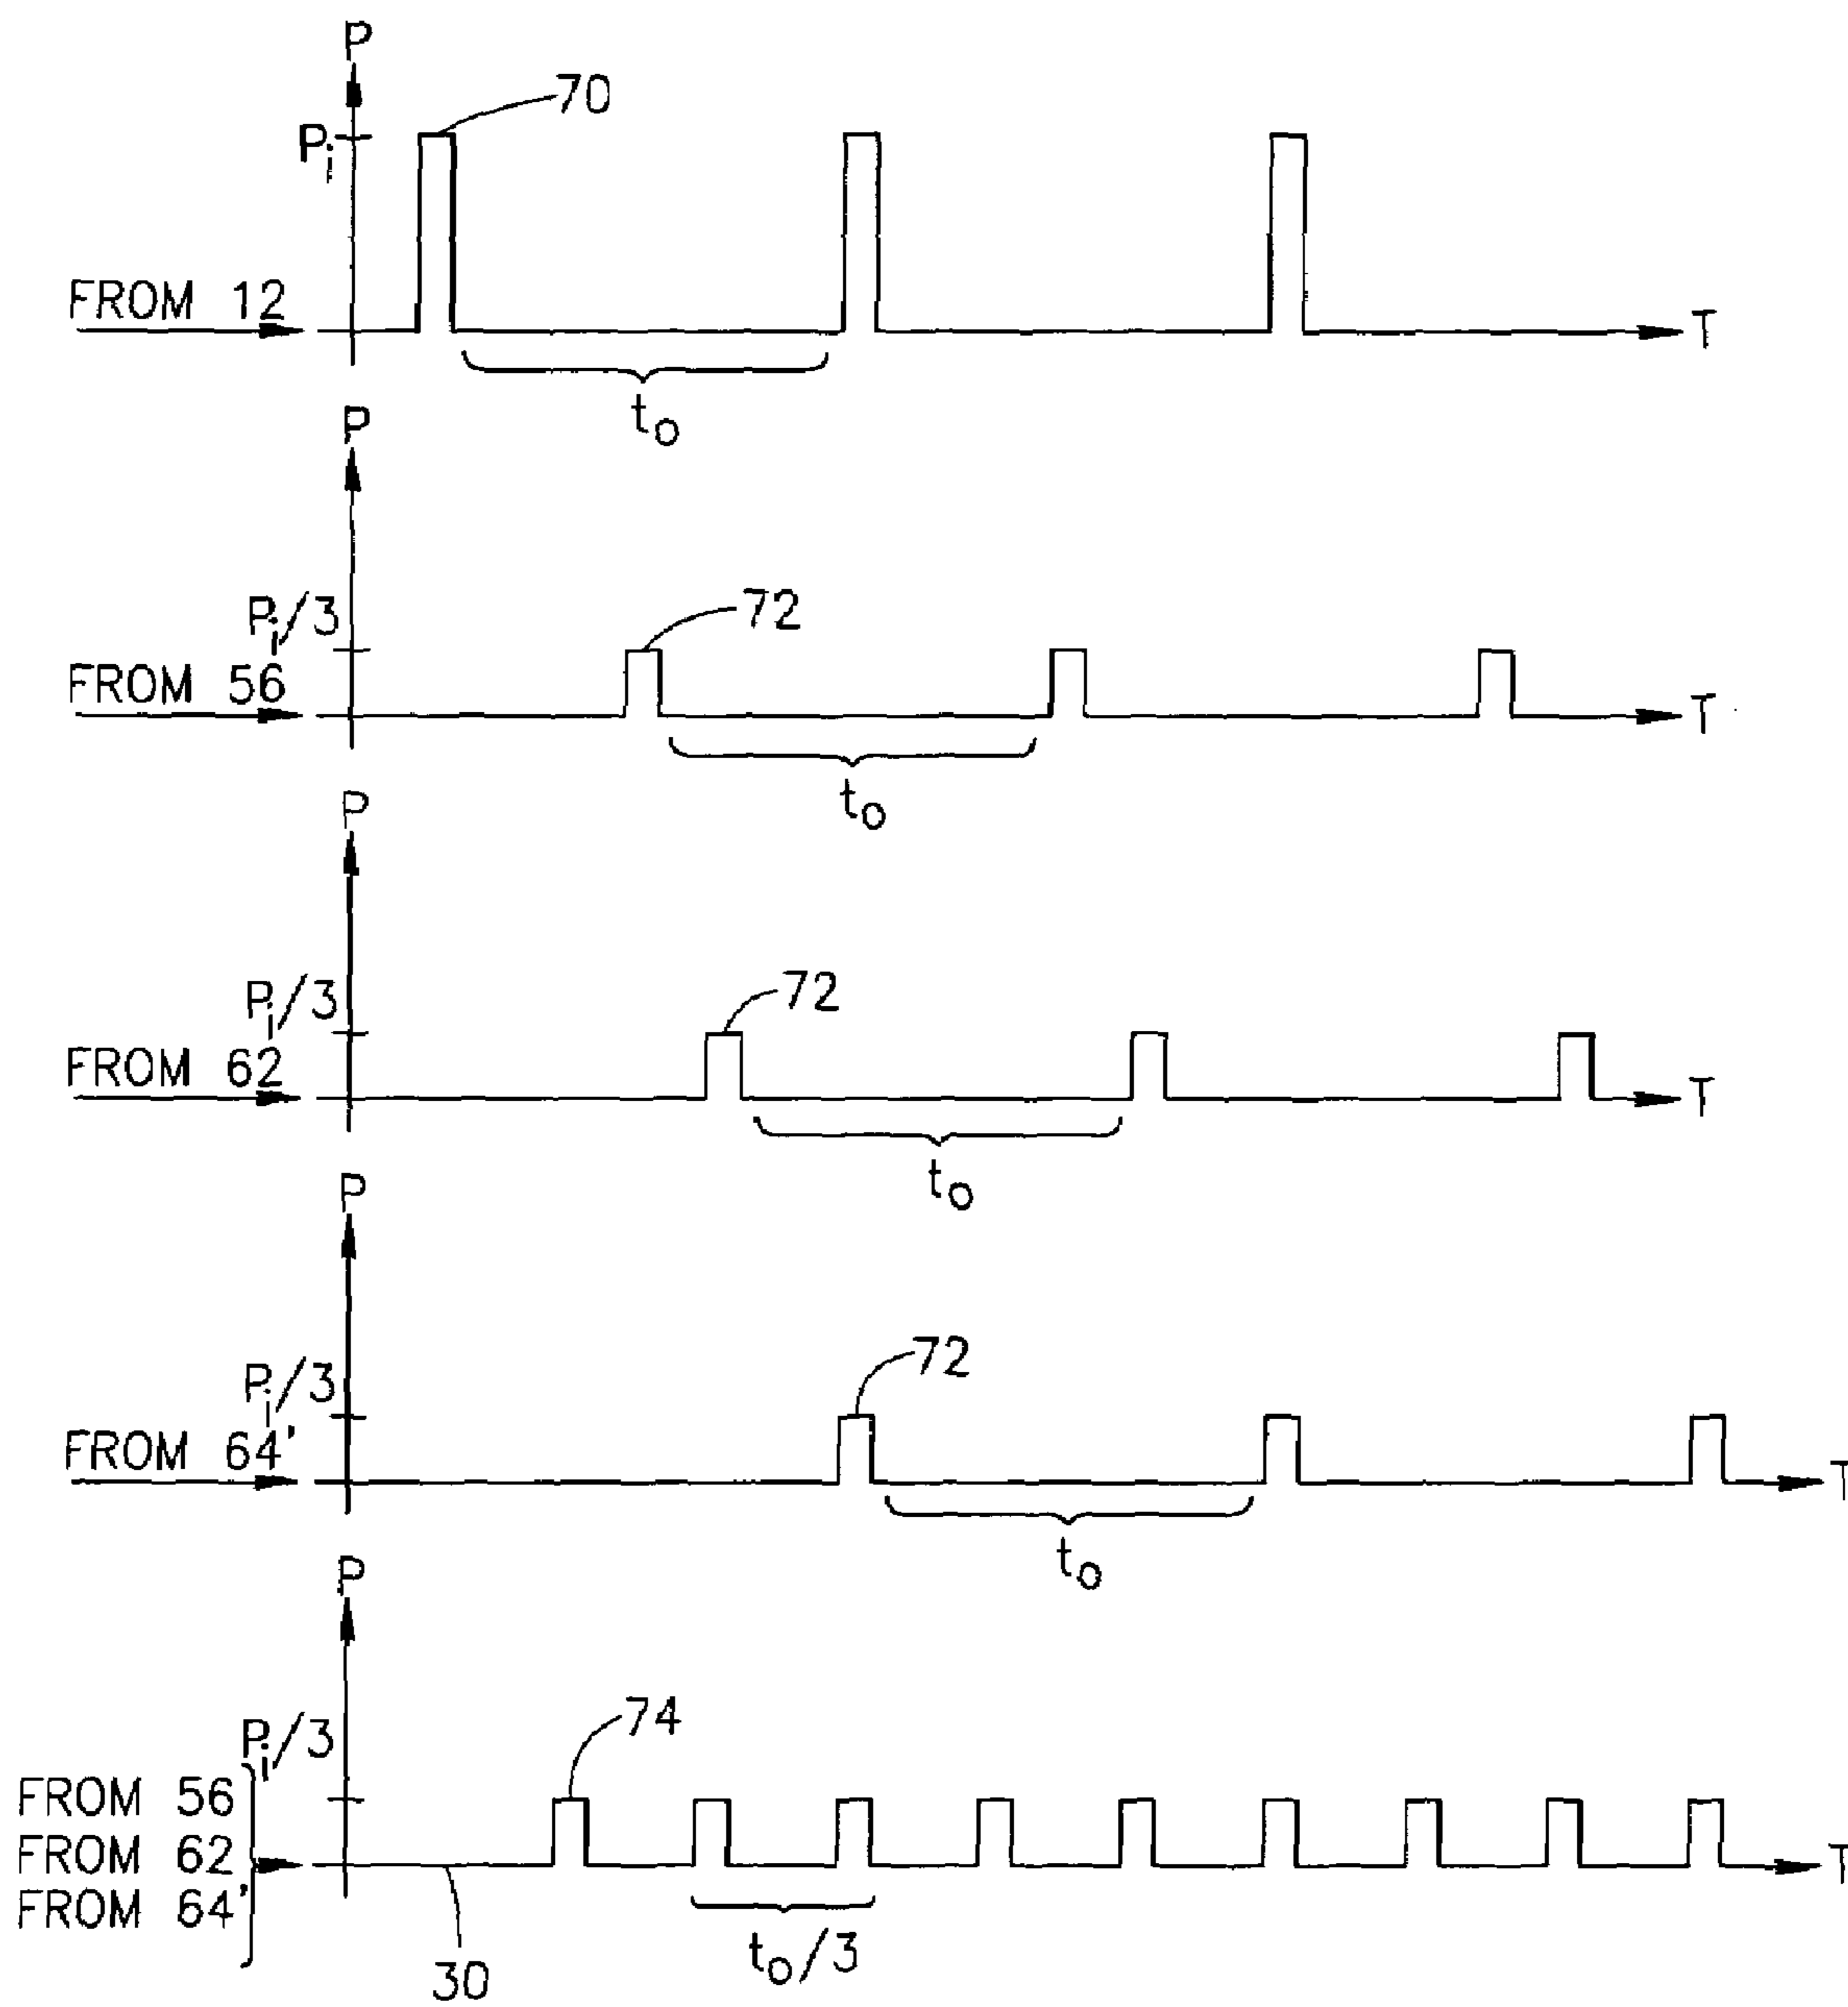 P
70
Pi
FROM 12
T
to
P
Pi/3
72
FROM 56
T
to
P
Pi/3
72
FROM 62
T
to
P
Pi/3
72
FROM 64'
T
to
P
Pi/3
74
FROM 56
FROM 62
T
FROM 64'
30
to/3